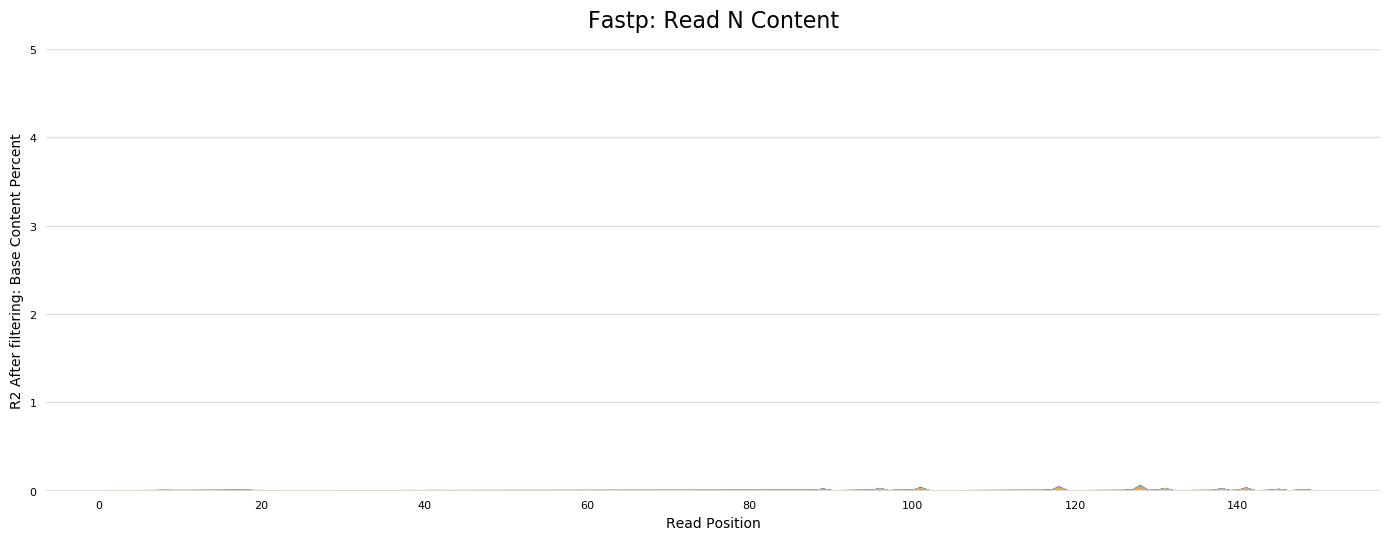 Fastp: Read N Content
R2 After filtering: Base Content Percent
5
4
3
2
1
0
0 20 40 60 80 100 120 140
Read Position